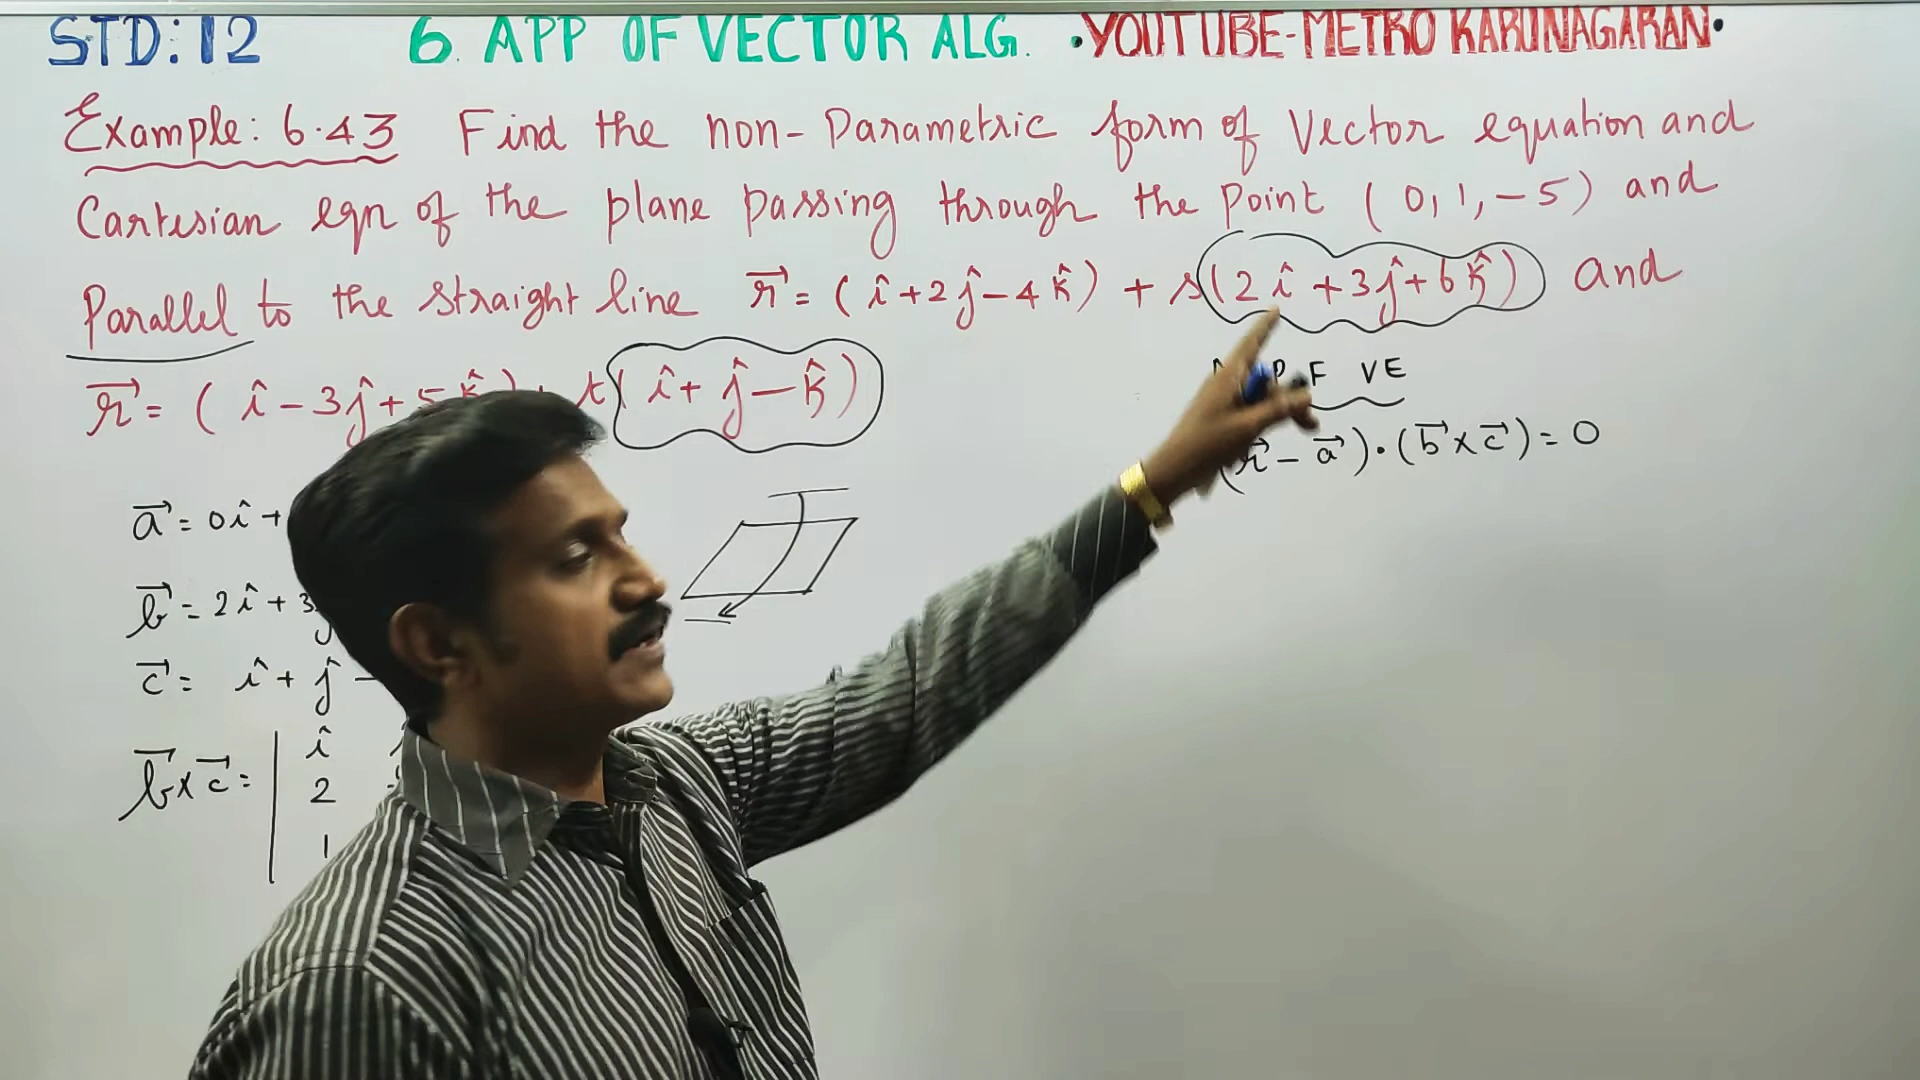 STD: 12 6. APP OF VECTOR ALG. •YOUTUBE-METRO KARUNAGARAN•
Example: 6.43 Find the non-Parametric form of Vector equation and
Cartesian eqn of the plane passing through the Point (0,1,-5) and
Parallel to the straight line r⃗ = (î+2ĵ-4k̂) + s(2î+3ĵ+6k̂) and
r⃗ = (î-3ĵ+5k̂) + t(î+ĵ-k̂)
P F VE
(r⃗-a⃗)·(b⃗×c⃗)=0
a⃗ = 0î+
b⃗ = 2î+3ĵ
c⃗ = î+ĵ-
b⃗×c⃗ = | î
2
1